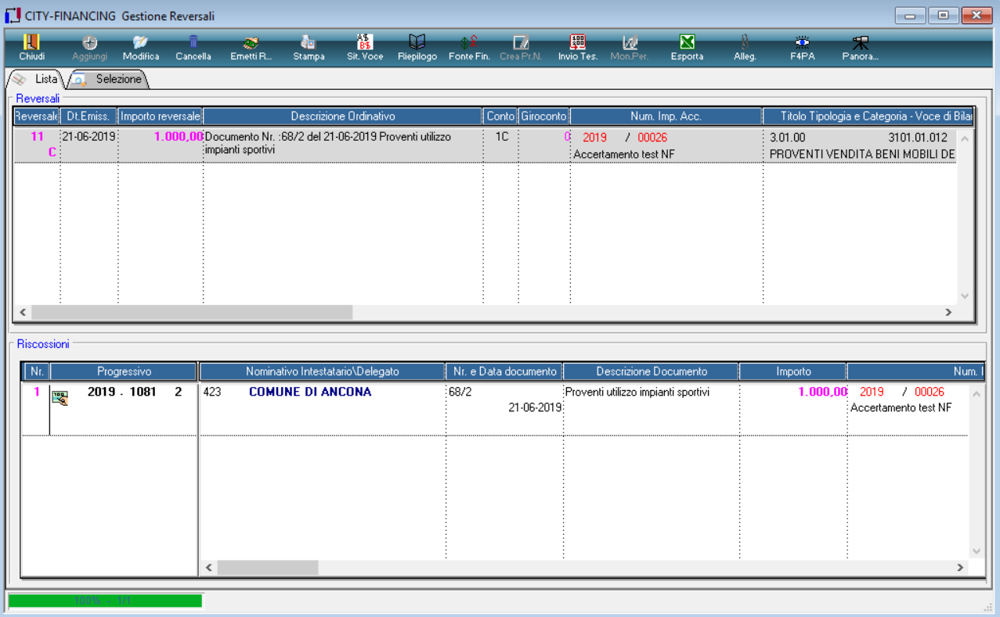 CITY-FINANCING Gestione Reversali
Chiudi Aggiungi Modifica Cancella Emetti R... Stampa Sit. Voce Riepilogo Fonte Fin. Crea Pr.N. Invio Tes. Mon.Per. Esporta Alleg. F4PA Panora...
Lista Selezione
Reversali
Reversale Dt.Emiss. Importo reversale Descrizione Ordinativo Conto Giroconto Num. Imp. Acc. Titolo Tipologia e Categoria - Voce di Bilan
11 21-06-2019 1.000,00 Documento Nr. :68/2 del 21-06-2019 Proventi utilizzo 1C 0 2019 / 00026 3.01.00 3101.01.012
C impianti sportivi Accertamento test NF PROVENTI VENDITA BENI MOBILI DE
Riscossioni
Nr. Progressivo Nominativo Intestatario\Delegato Nr. e Data documento Descrizione Documento Importo Num. I
1 2019 - 1081 2 423 COMUNE DI ANCONA 68/2 Proventi utilizzo impianti sportivi 1.000,00 2019 / 00026
21-06-2019 Accertamento test NF
100% - 1/1